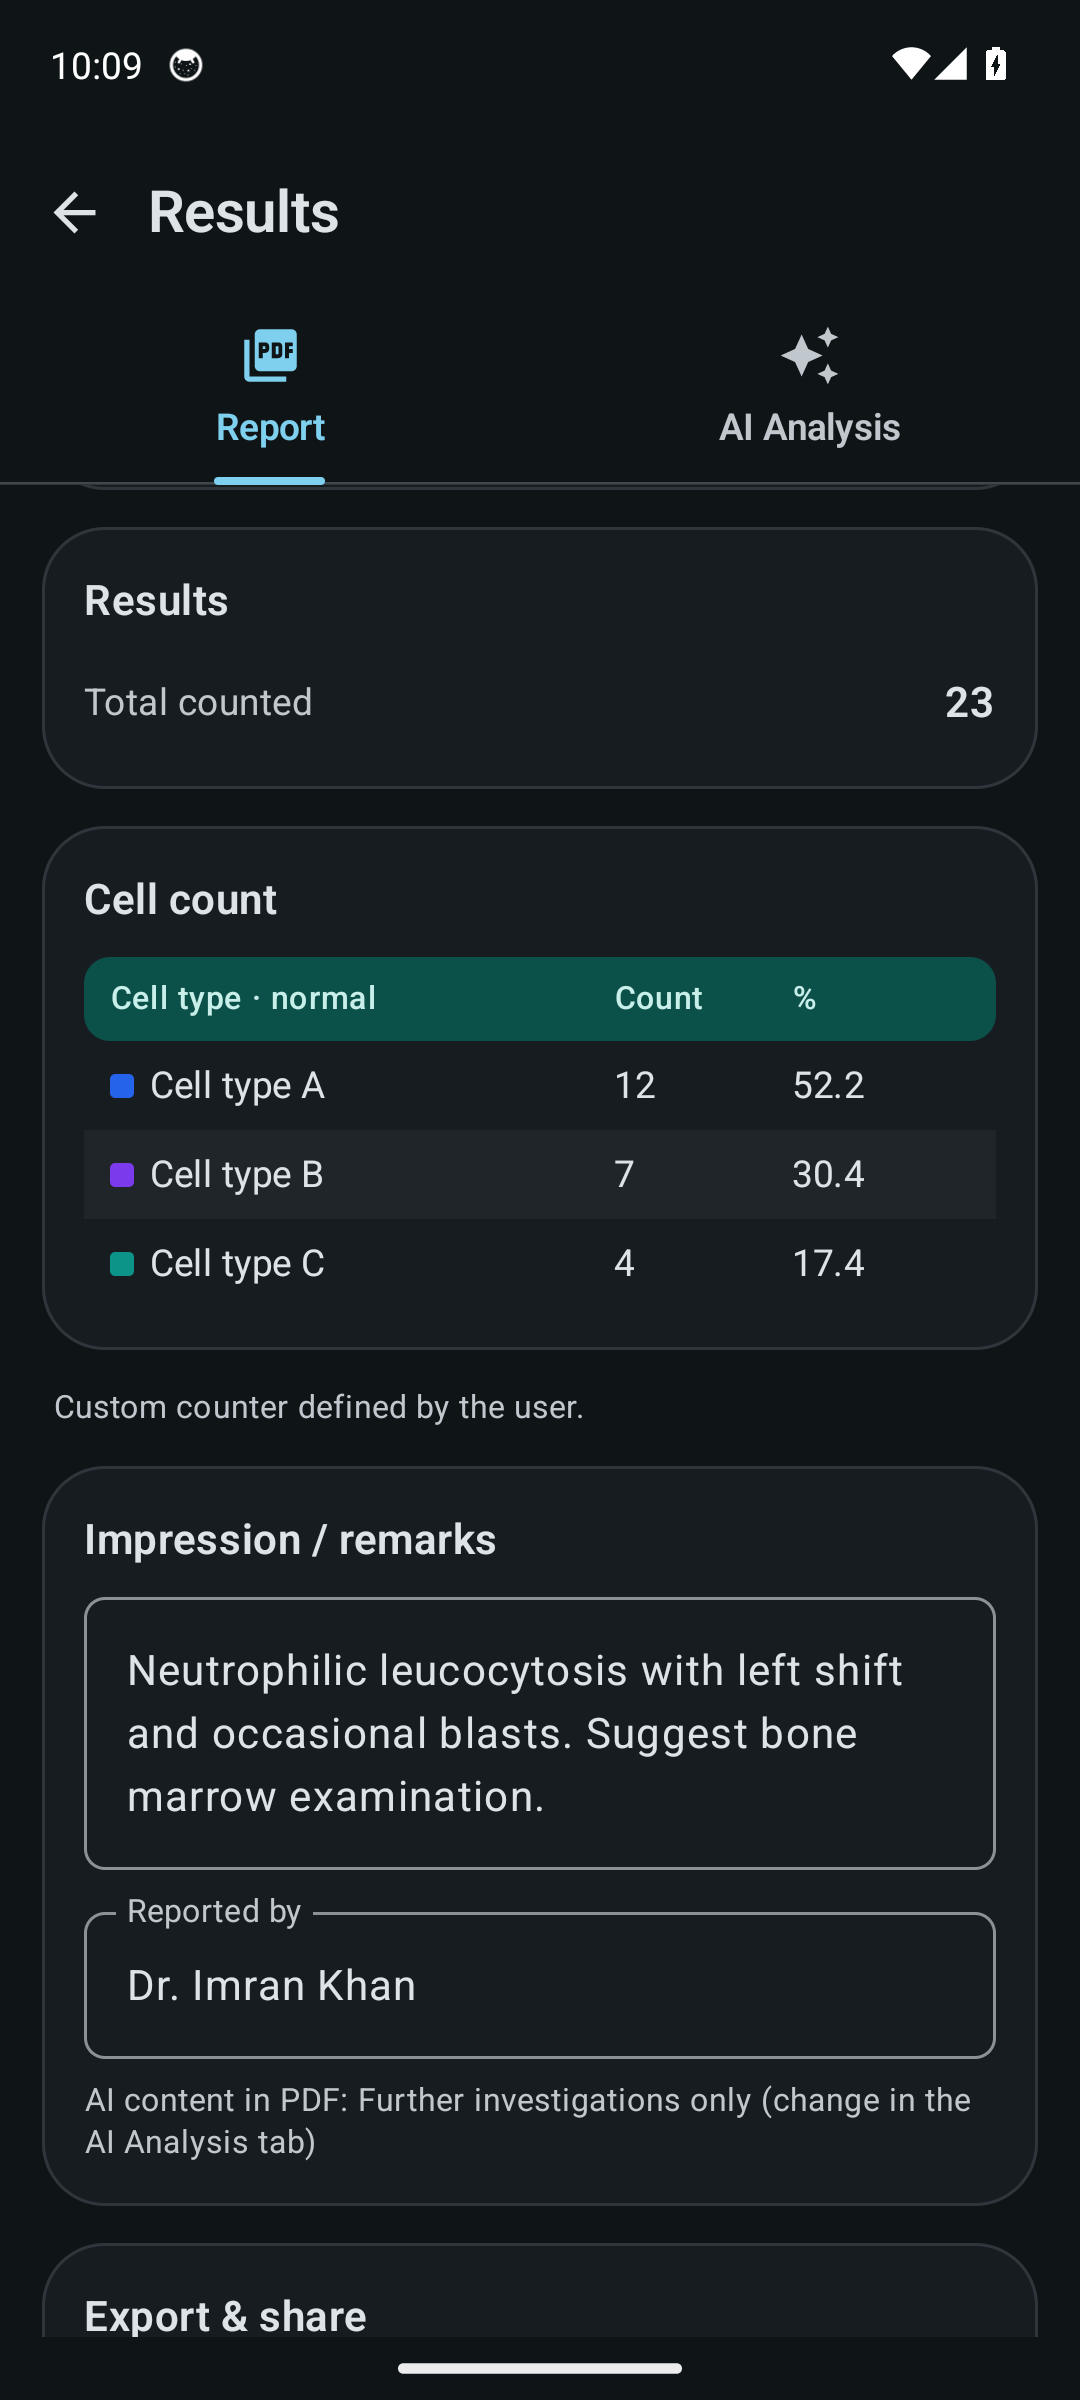 10:09
Results
PDF
Report
AI Analysis
Results
Total counted 23
Cell count
Cell type · normal Count %
Cell type A 12 52.2
Cell type B 7 30.4
Cell type C 4 17.4
Custom counter defined by the user.
Impression / remarks
Neutrophilic leucocytosis with left shift
and occasional blasts. Suggest bone
marrow examination.
Reported by
Dr. Imran Khan
AI content in PDF: Further investigations only (change in the
AI Analysis tab)
Export & share